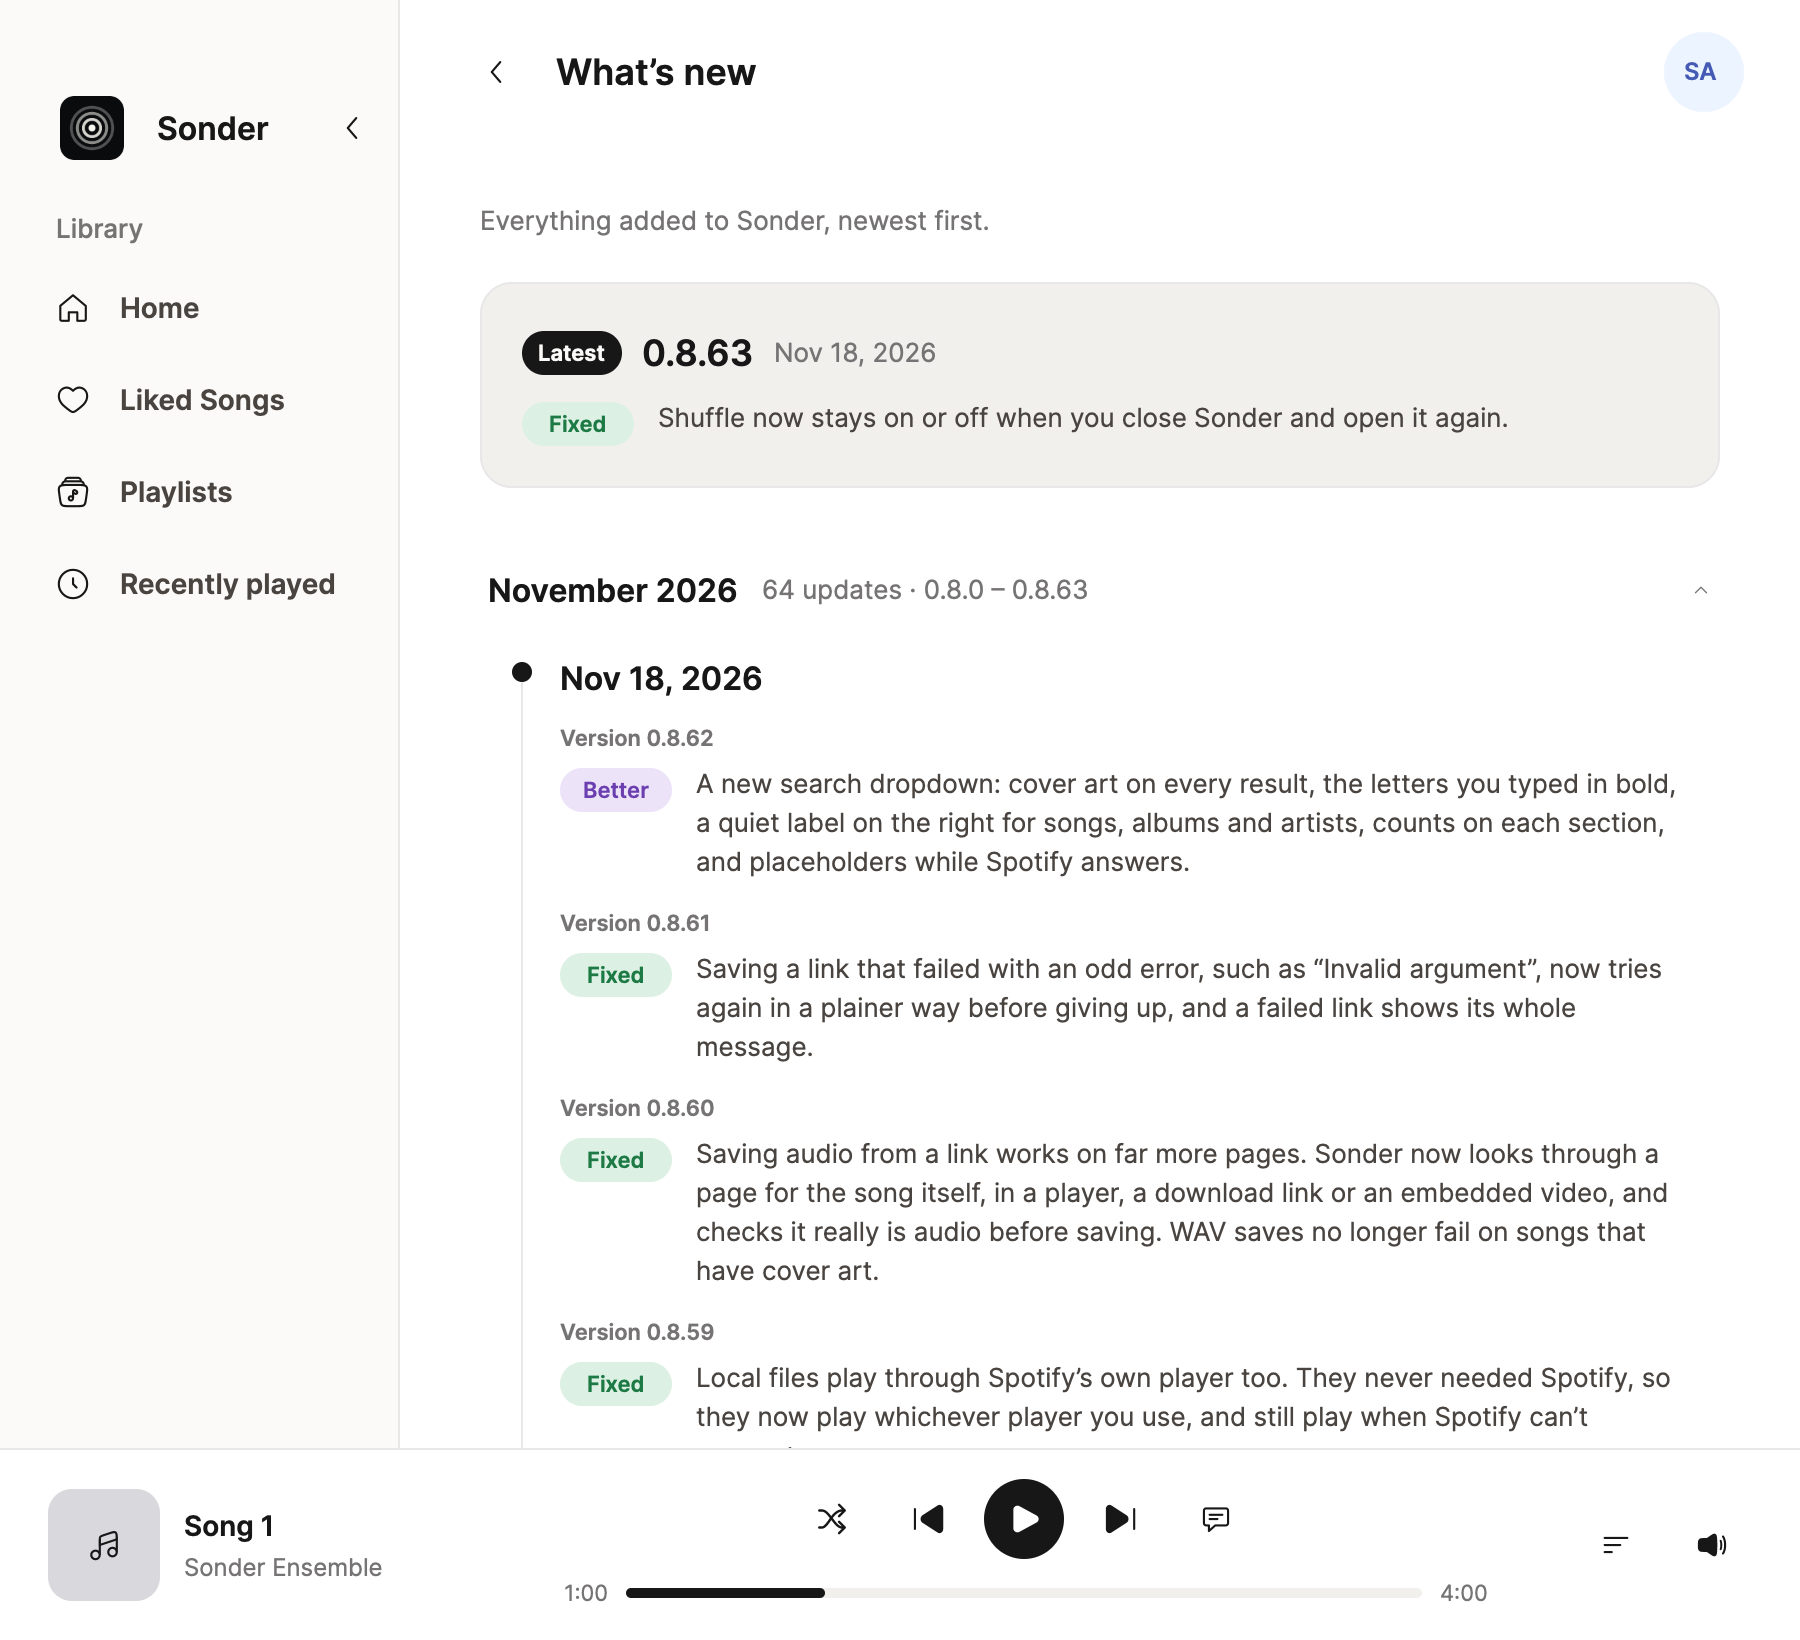 Sonder
Library
Home
Liked Songs
Playlists
Recently played
What’s new
SA
Everything added to Sonder, newest first.
Latest 0.8.63 Nov 18, 2026
Fixed Shuffle now stays on or off when you close Sonder and open it again.
November 2026 64 updates · 0.8.0 – 0.8.63
Nov 18, 2026
Version 0.8.62
Better A new search dropdown: cover art on every result, the letters you typed in bold,
a quiet label on the right for songs, albums and artists, counts on each section,
and placeholders while Spotify answers.
Version 0.8.61
Fixed Saving a link that failed with an odd error, such as “Invalid argument”, now tries
again in a plainer way before giving up, and a failed link shows its whole
message.
Version 0.8.60
Fixed Saving audio from a link works on far more pages. Sonder now looks through a
page for the song itself, in a player, a download link or an embedded video, and
checks it really is audio before saving. WAV saves no longer fail on songs that
have cover art.
Version 0.8.59
Fixed Local files play through Spotify’s own player too. They never needed Spotify, so
they now play whichever player you use, and still play when Spotify can’t
Song 1
Sonder Ensemble
1:00
4:00